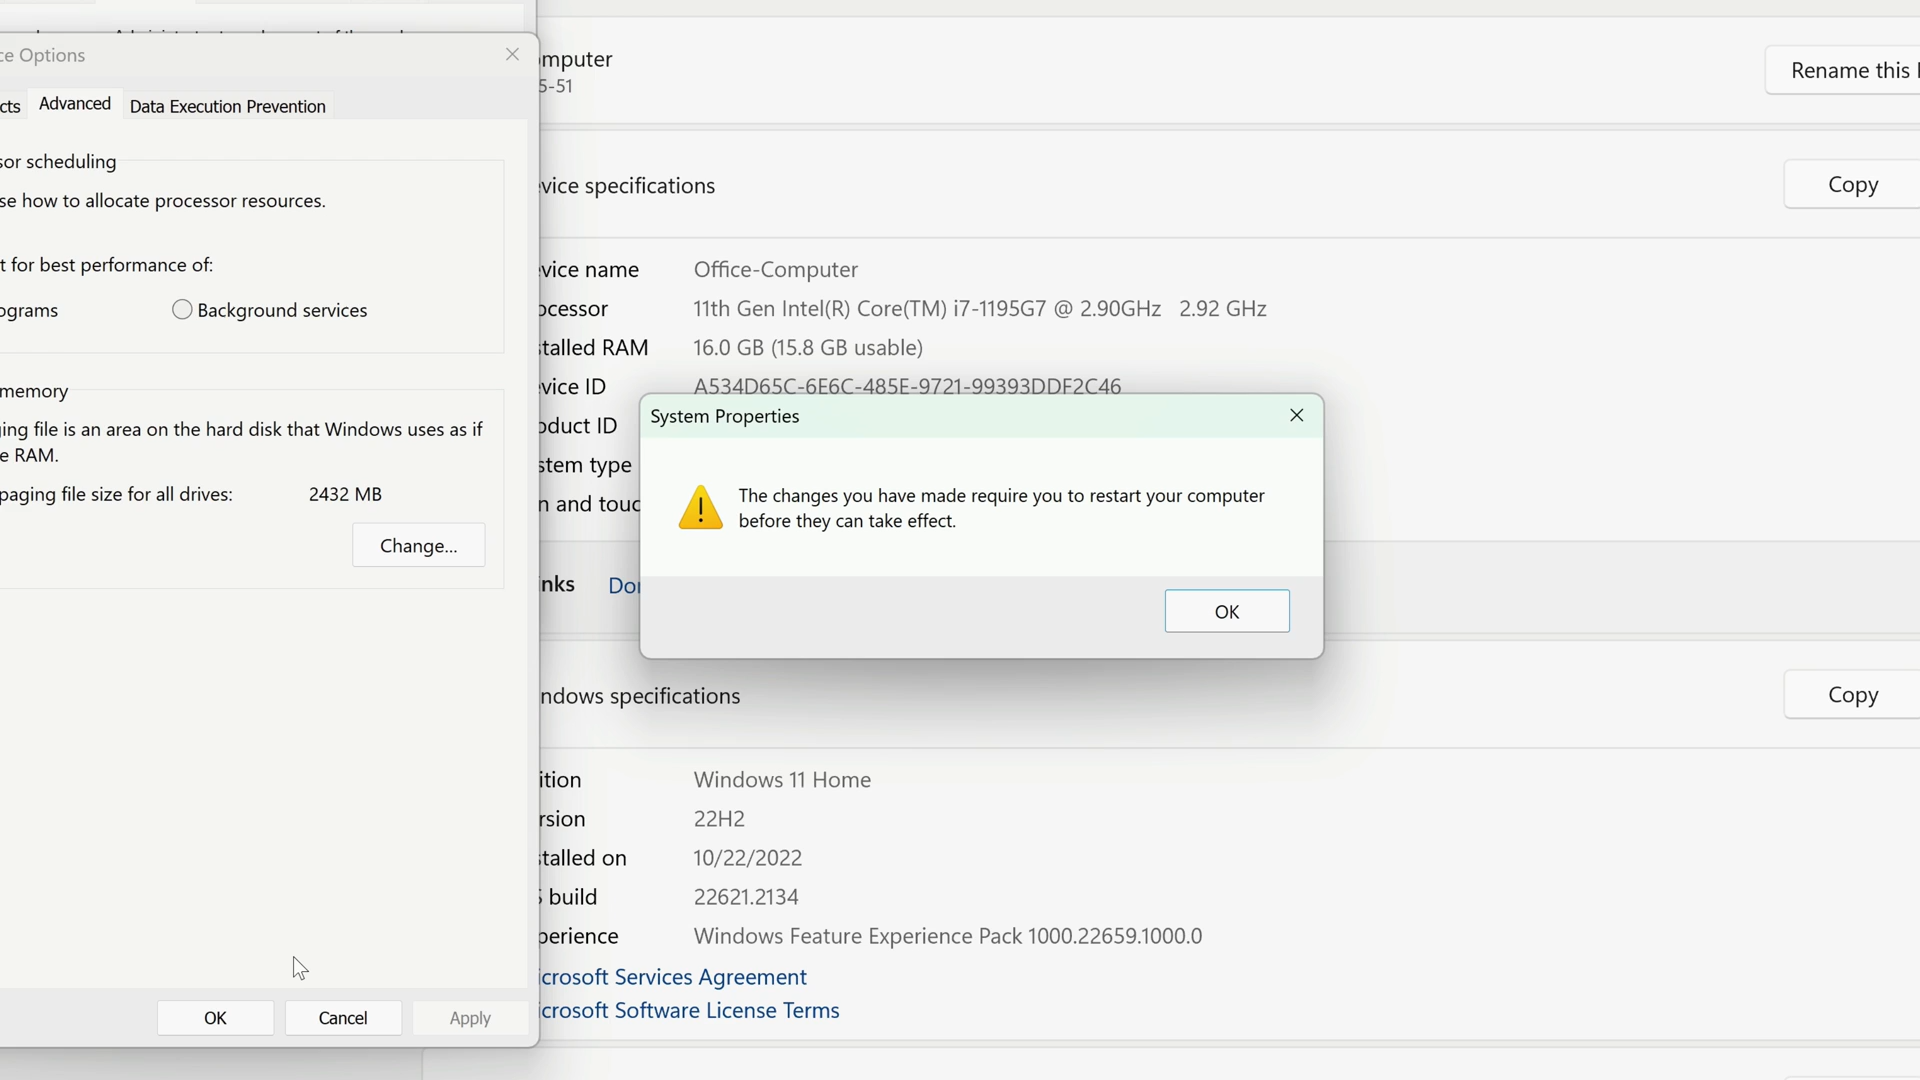 ce Options
cts Advanced Data Execution Prevention
sor scheduling
se how to allocate processor resources.
t for best performance of:
ograms Background services
memory
ing file is an area on the hard disk that Windows uses as if
e RAM.
paging file size for all drives: 2432 MB
Change...
OK Cancel Apply
omputer
5-51
Rename this
vice specifications
Copy
vice name Office-Computer
ocessor 11th Gen Intel(R) Core(TM) i7-1195G7 @ 2.90GHz 2.92 GHz
stalled RAM 16.0 GB (15.8 GB usable)
vice ID A534D65C-6E6C-485E-9721-99393DDF2C46
oduct ID
stem type
n and touc
System Properties
The changes you have made require you to restart your computer
before they can take effect.
OK
inks Do
ndows specifications
Copy
ition Windows 11 Home
rsion 22H2
stalled on 10/22/2022
S build 22621.2134
perience Windows Feature Experience Pack 1000.22659.1000.0
icrosoft Services Agreement
icrosoft Software License Terms